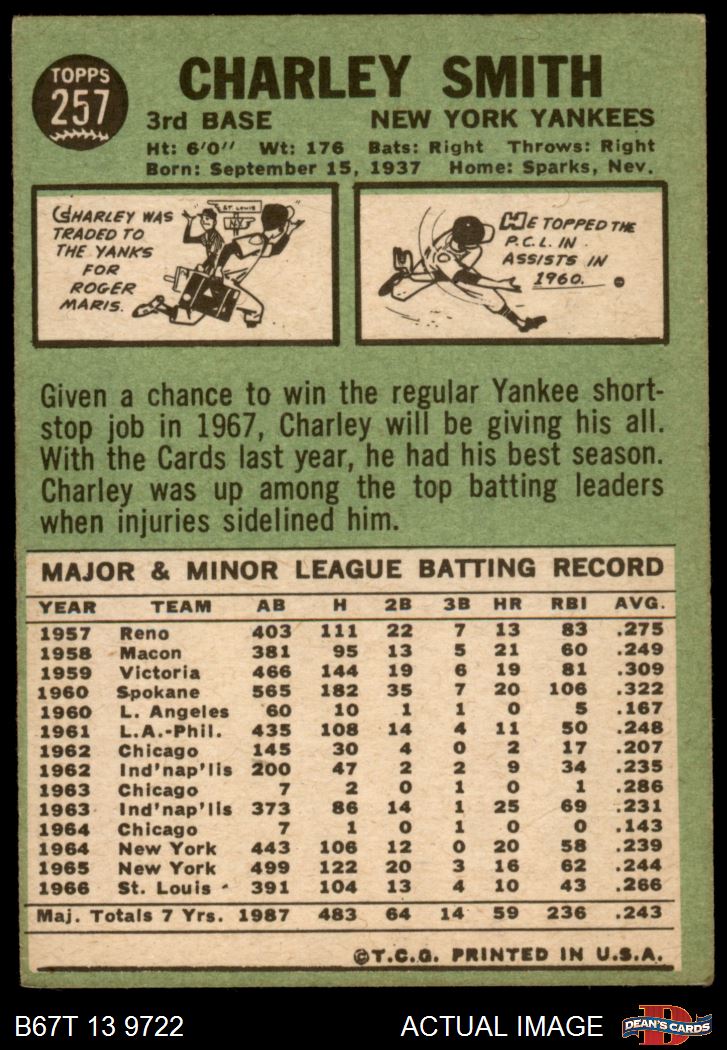 TOPPS
257
CHARLEY SMITH
3rd BASE NEW YORK YANKEES
Ht: 6'0" Wt: 176 Bats: Right Throws: Right
Born: September 15, 1937 Home: Sparks, Nev.
CHARLEY WAS
TRADED TO
THE YANKS
FOR
ROGER
MARIS.
ST. LOUIS
N.Y.
HE TOPPED THE
P.C.L. IN
ASSISTS IN
1960.
Given a chance to win the regular Yankee short-
stop job in 1967, Charley will be giving his all.
With the Cards last year, he had his best season.
Charley was up among the top batting leaders
when injuries sidelined him.
MAJOR & MINOR LEAGUE BATTING RECORD
YEAR TEAM AB H 2B 3B HR RBI AVG.
1957 Reno 403 111 22 7 13 83 .275
1958 Macon 381 95 13 5 21 60 .249
1959 Victoria 466 144 19 6 19 81 .309
1960 Spokane 565 182 35 7 20 106 .322
1960 L. Angeles 60 10 1 1 0 5 .167
1961 L.A.-Phil. 435 108 14 4 11 50 .248
1962 Chicago 145 30 4 0 2 17 .207
1962 Ind'nap'lis 200 47 2 2 9 34 .235
1963 Chicago 7 2 0 1 0 1 .286
1963 Ind'nap'lis 373 86 14 1 25 69 .231
1964 Chicago 7 1 0 1 0 0 .143
1964 New York 443 106 12 0 20 58 .239
1965 New York 499 122 20 3 16 62 .244
1966 St. Louis 391 104 13 4 10 43 .266
Maj. Totals 7 Yrs. 1987 483 64 14 59 236 .243
©T.C.G. PRINTED IN U.S.A.
B67T 13 9722 ACTUAL IMAGE
D
DEAN'S CARDS